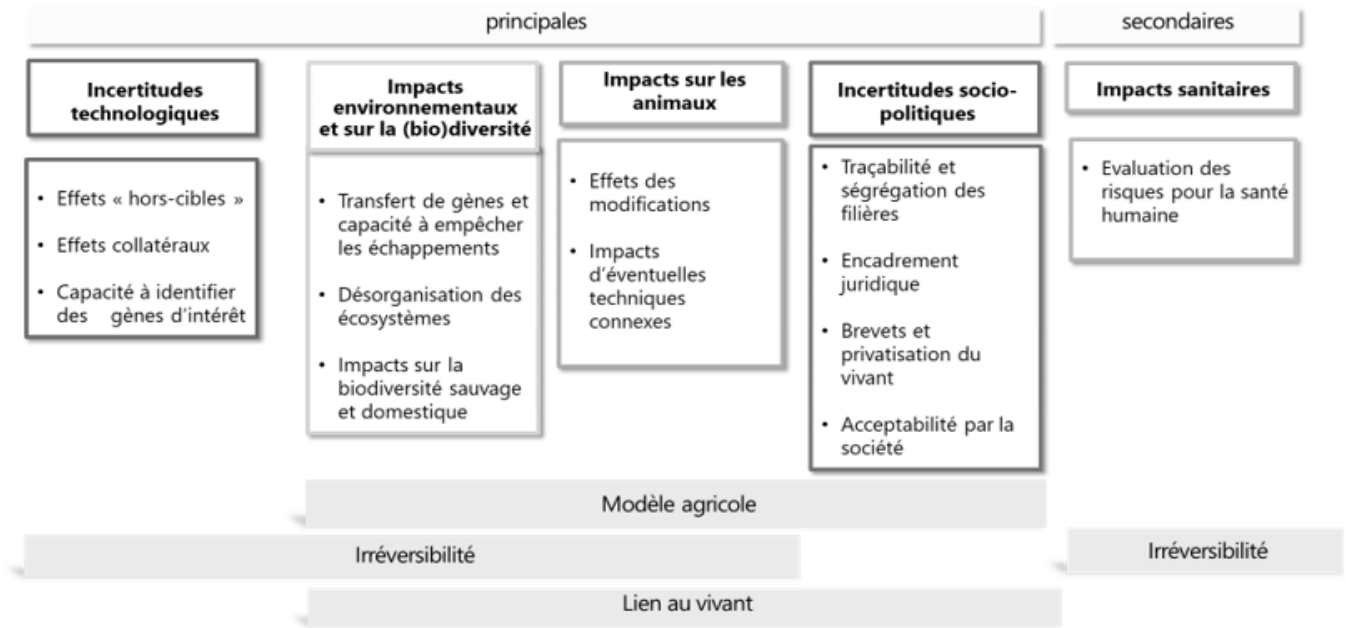 principales
secondaires
Incertitudes
technologiques
• Effets « hors-cibles »
• Effets collatéraux
• Capacité à identifier
des gènes d'intérêt
Impacts
environnementaux
et sur la (bio)diversité
• Transfert de gènes et
capacité à empêcher
les échappements
• Désorganisation des
écosystèmes
• Impacts sur la
biodiversité sauvage
et domestique
Impacts sur les
animaux
• Effets des
modifications
• Impacts
d'éventuelles
techniques
connexes
Incertitudes socio-
politiques
• Traçabilité et
ségrégation des
filières
• Encadrement
juridique
• Brevets et
privatisation du
vivant
• Acceptabilité par la
société
Impacts sanitaires
• Evaluation des
risques pour la santé
humaine
Modèle agricole
Irréversibilité
Irréversibilité
Lien au vivant